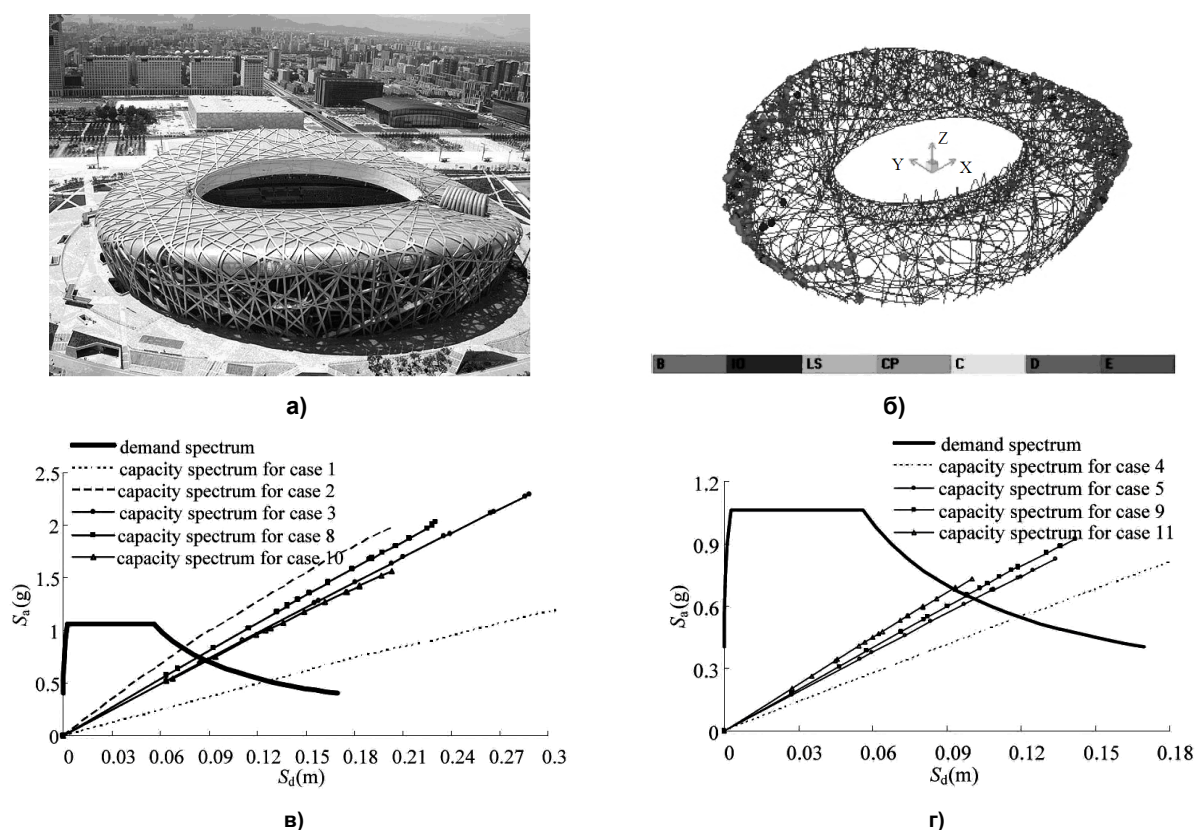 Z
Y
X
B IO LS CP C D E
а)
б)
demand spectrum
capacity spectrum for case 1
capacity spectrum for case 2
capacity spectrum for case 3
capacity spectrum for case 8
capacity spectrum for case 10
2.5
2
1.5
1
0.5
0
Sa(g)
0 0.03 0.06 0.09 0.12 0.15 0.18 0.21 0.24 0.27 0.3
Sd(m)
в)
demand spectrum
capacity spectrum for case 4
capacity spectrum for case 5
capacity spectrum for case 9
capacity spectrum for case 11
1.2
0.9
0.6
0.3
0
Sa(g)
0 0.03 0.06 0.09 0.12 0.15 0.18
Sd(m)
г)